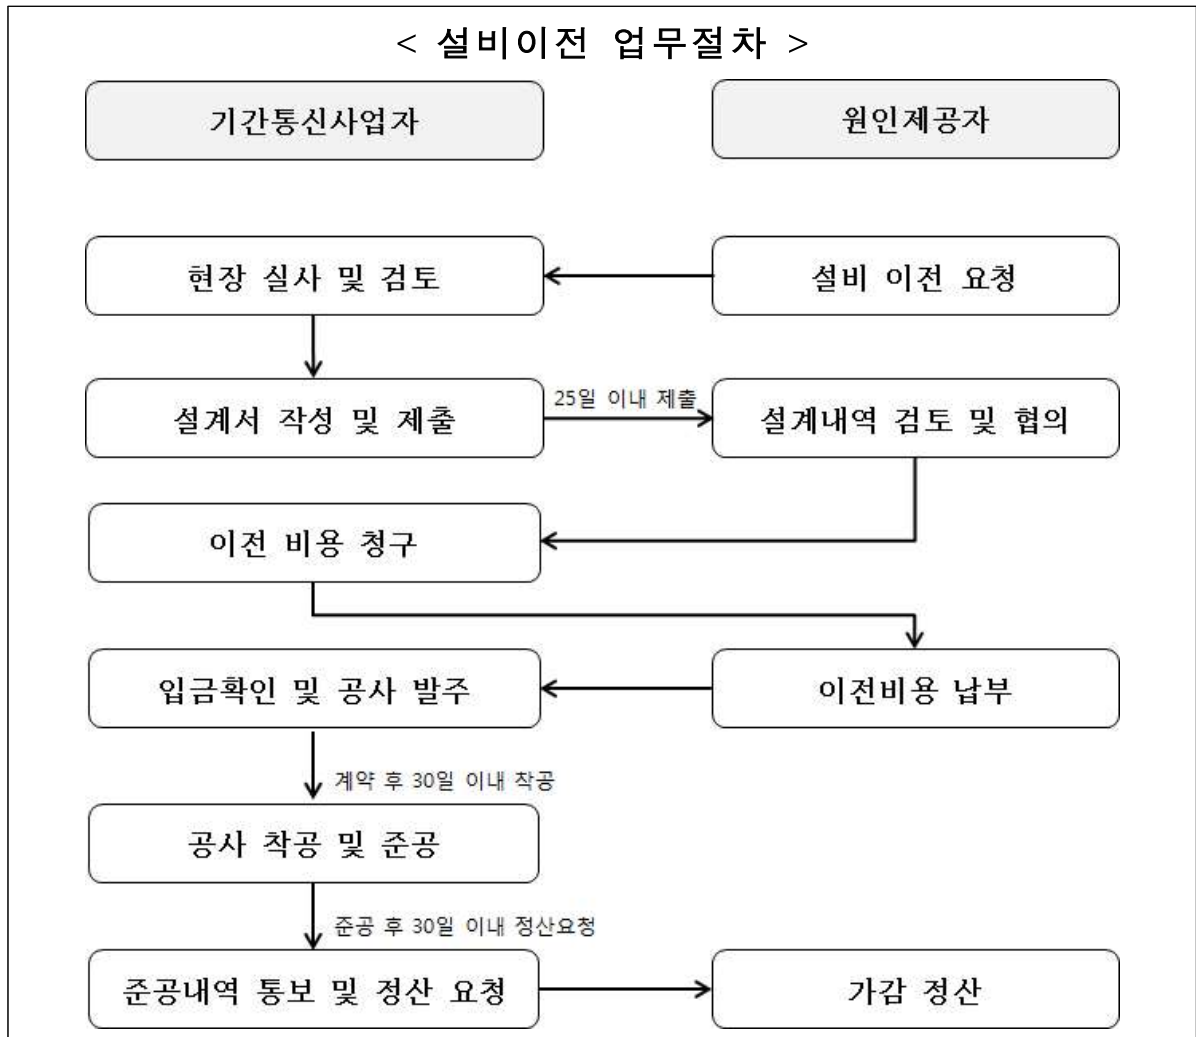 < 설비이전 업무절차 >
기간통신사업자
원인제공자
현장 실사 및 검토
설비 이전 요청
설계서 작성 및 제출
25일 이내 제출
설계내역 검토 및 협의
이전 비용 청구
입금확인 및 공사 발주
이전비용 납부
계약 후 30일 이내 착공
공사 착공 및 준공
준공 후 30일 이내 정산요청
준공내역 통보 및 정산 요청
가감 정산